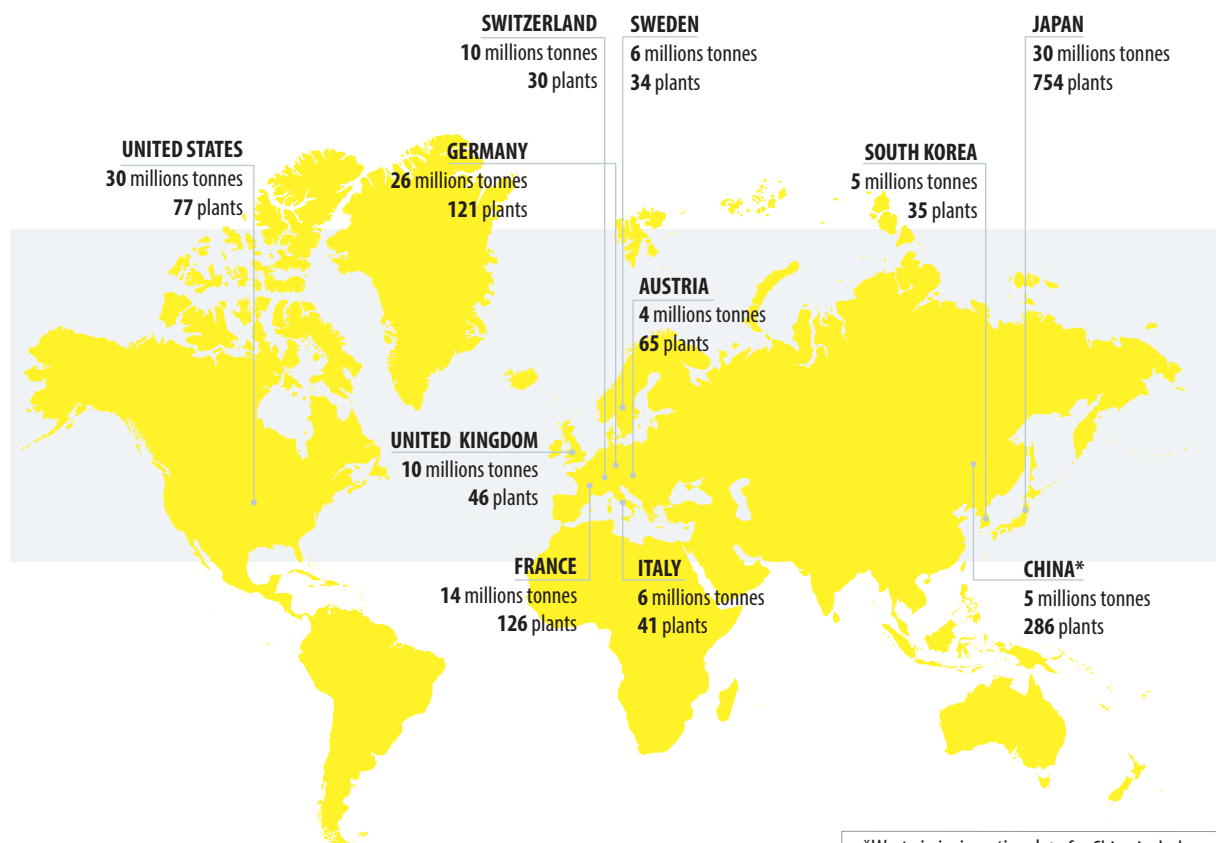 SWITZERLAND
10 millions tonnes
30 plants
SWEDEN
6 millions tonnes
34 plants
JAPAN
30 millions tonnes
754 plants
UNITED STATES
30 millions tonnes
77 plants
GERMANY
26 millions tonnes
121 plants
SOUTH KOREA
5 millions tonnes
35 plants
AUSTRIA
4 millions tonnes
65 plants
UNITED KINGDOM
10 millions tonnes
46 plants
FRANCE
14 millions tonnes
126 plants
ITALY
6 millions tonnes
41 plants
CHINA*
5 millions tonnes
286 plants